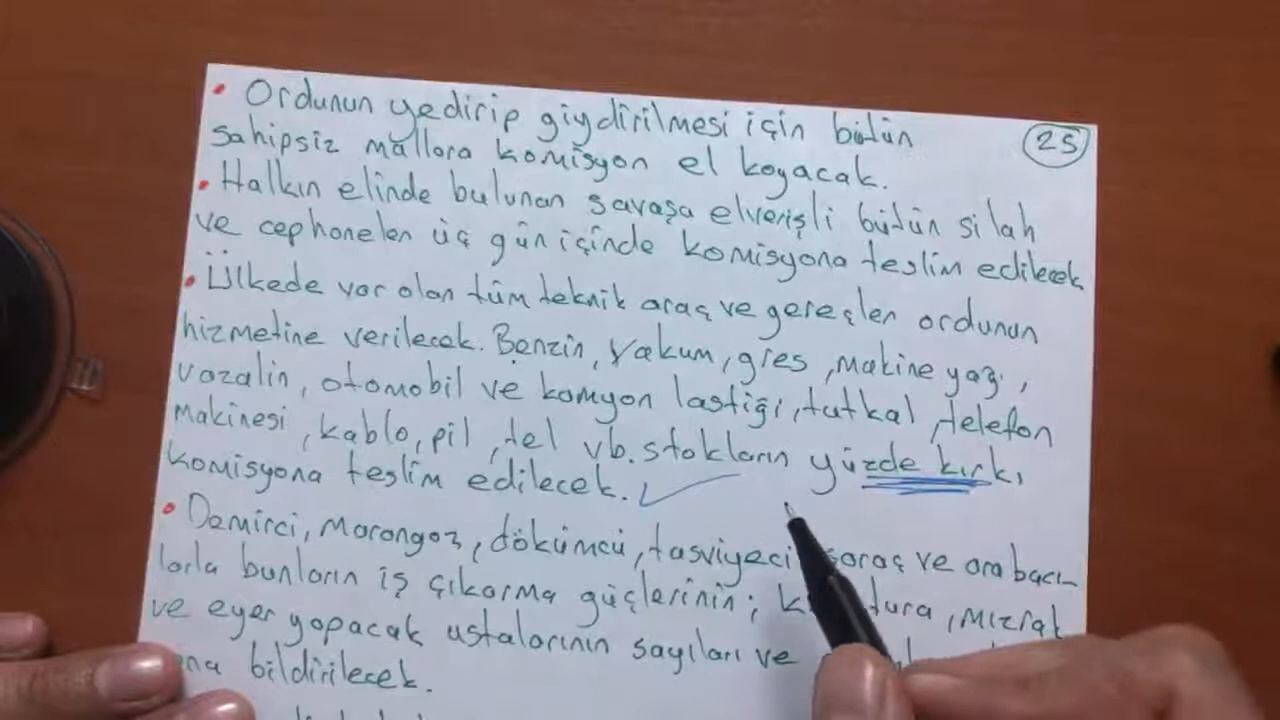 • Ordunun yedirip giydirilmesi için bütün
25
sahipsiz mallara komisyon el koyacak.
• Halkın elinde bulunan savaşa elverişli bütün silah
ve cephaneler üç gün içinde komisyona teslim edilecek
• Ülkede var olan tüm teknik araç ve gereçler ordunun
hizmetine verilecek. Benzin, vakum, gres, makine yağı,
vazalin, otomobil ve kamyon lastiği, tutkal, telefon
makinesi, kablo, pil, tel vb. stokların yüzde kırkı
komisyona teslim edilecek.
• Demirci, marangoz, dökümcü, tasviyeci, saraç ve arabacı
larla bunların iş çıkarma güçlerinin; mızrak
ve eyer yapacak ustalarının sayıları ve
bildirilecek.